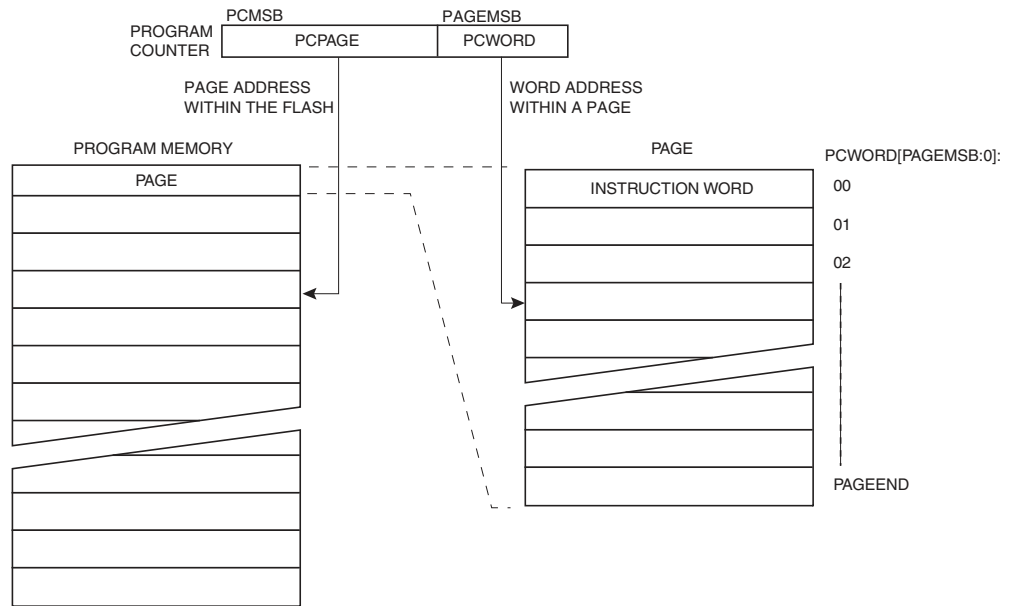 PCMSB
PAGEMSB
PROGRAM
COUNTER
PCPAGE
PCWORD
PAGE ADDRESS
WITHIN THE FLASH
WORD ADDRESS
WITHIN A PAGE
PROGRAM MEMORY
PAGE
PAGE
PCWORD[PAGEMSB:0]:
INSTRUCTION WORD
00
01
02
PAGEEND